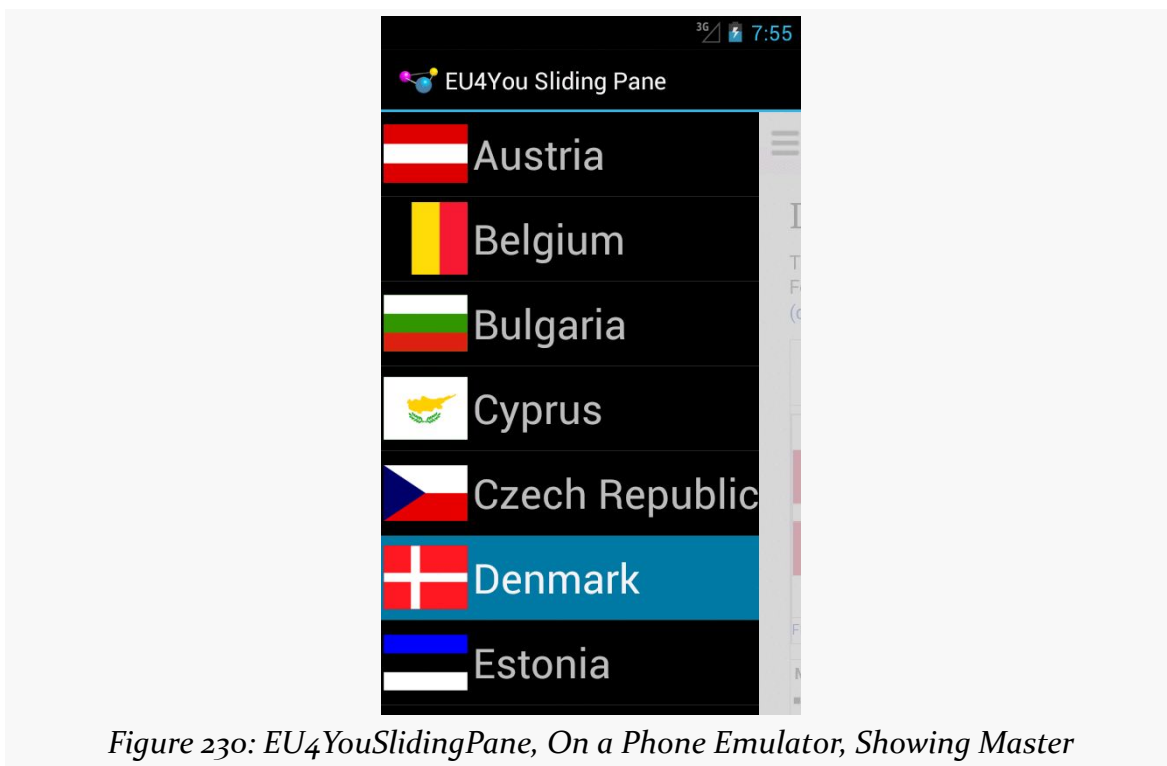 3G 7:55
EU4You Sliding Pane
Austria
Belgium
Bulgaria
Cyprus
Czech Republic
Denmark
Estonia
Figure 230: EU4YouSlidingPane, On a Phone Emulator, Showing Master